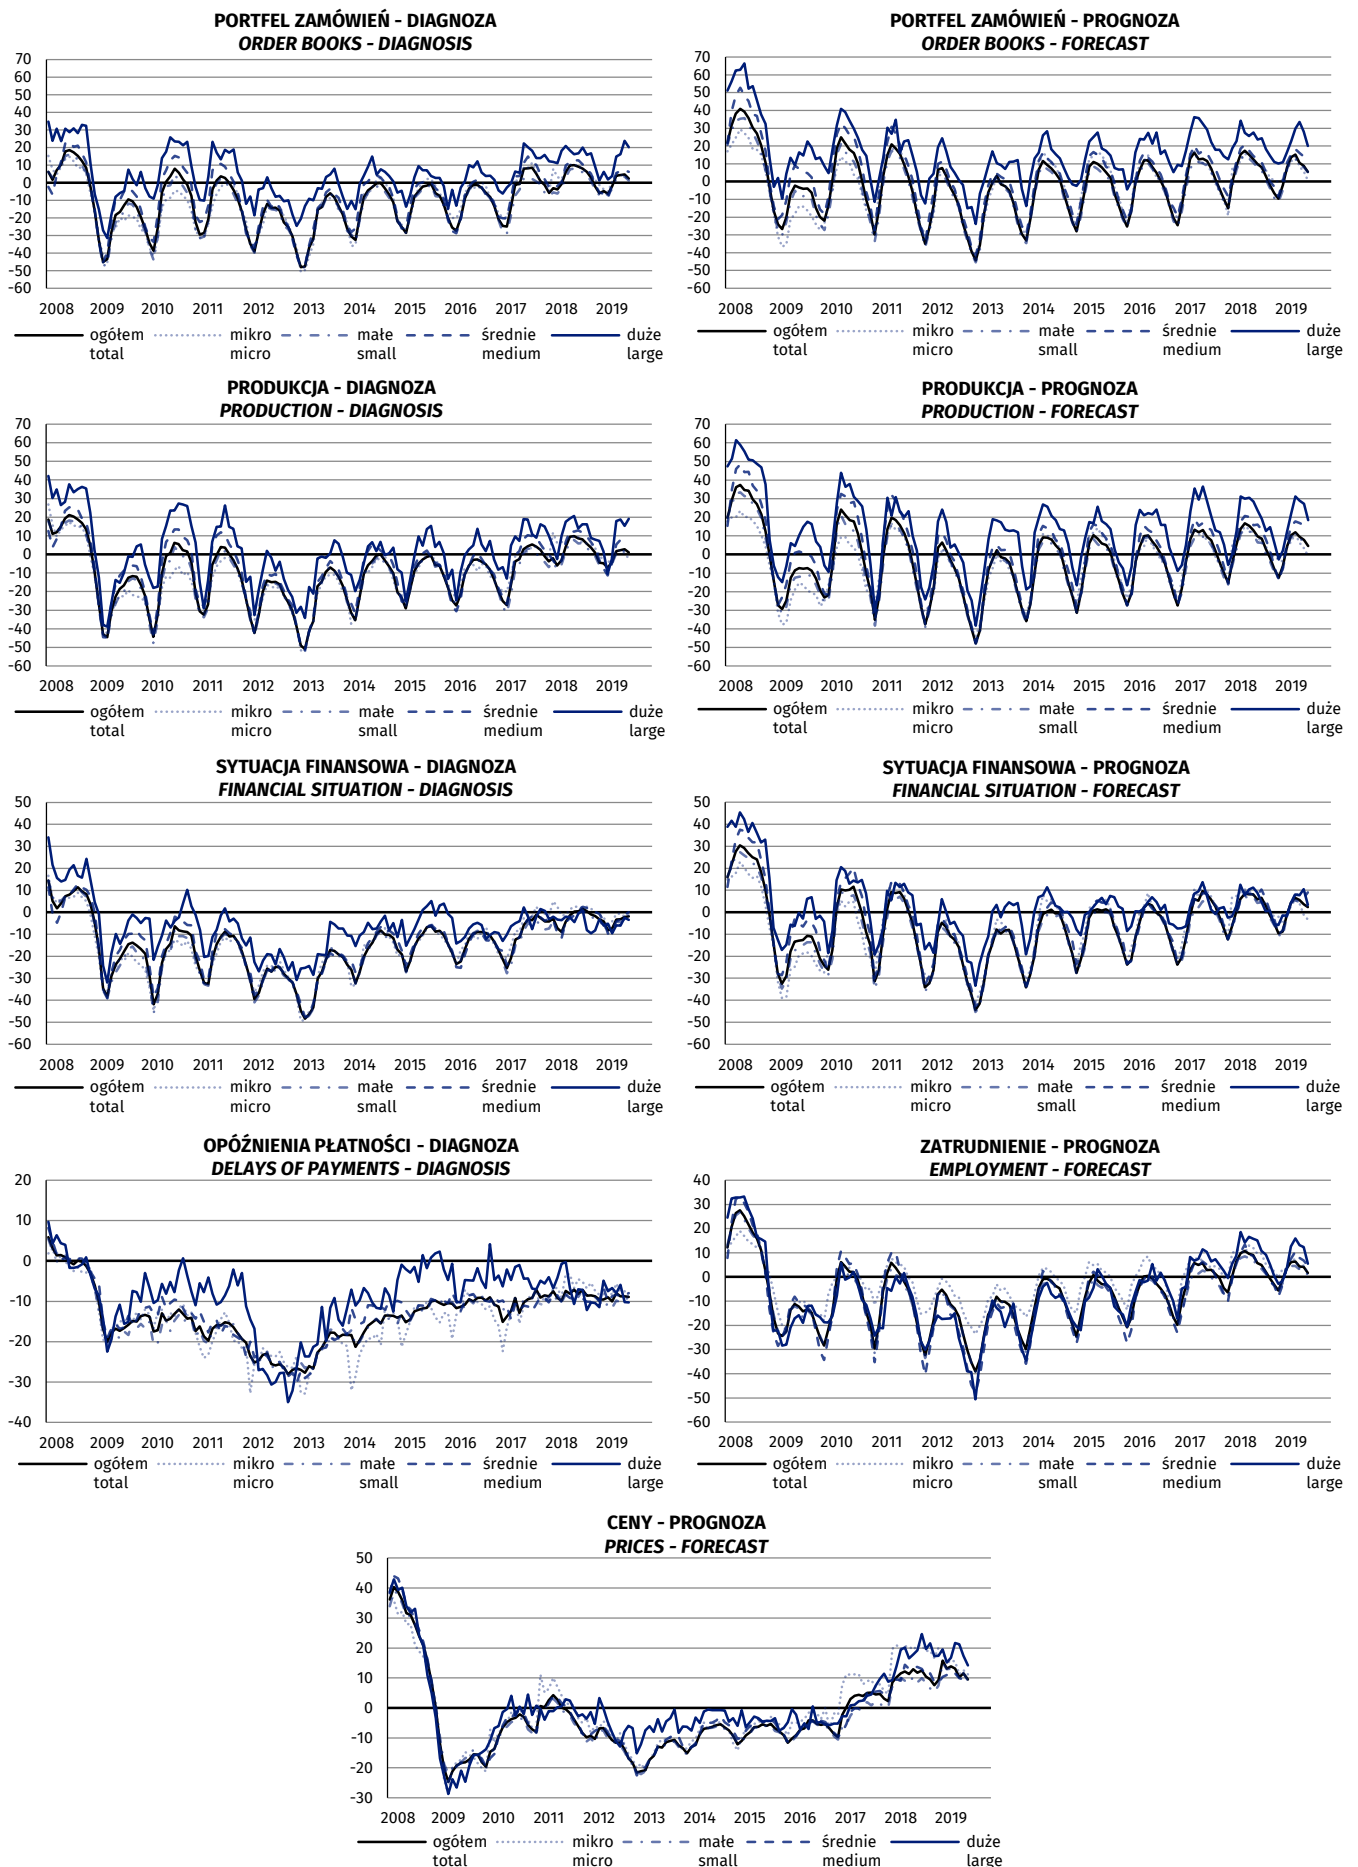 PORTFEL ZAMÓWIEŃ - DIAGNOZA
ORDER BOOKS - DIAGNOSIS
70
60
50
40
30
20
10
0
-10
-20
-30
-40
-50
-60
2008 2009 2010 2011 2012 2013 2014 2015 2016 2017 2018 2019
ogółem mikro małe średnie duże
total micro small medium large
PORTFEL ZAMÓWIEŃ - PROGNOZA
ORDER BOOKS - FORECAST
70
60
50
40
30
20
10
0
-10
-20
-30
-40
-50
-60
2008 2009 2010 2011 2012 2013 2014 2015 2016 2017 2018 2019
ogółem mikro małe średnie duże
total micro small medium large
PRODUKCJA - DIAGNOZA
PRODUCTION - DIAGNOSIS
70
60
50
40
30
20
10
0
-10
-20
-30
-40
-50
-60
2008 2009 2010 2011 2012 2013 2014 2015 2016 2017 2018 2019
ogółem mikro małe średnie duże
total micro small medium large
PRODUKCJA - PROGNOZA
PRODUCTION - FORECAST
70
60
50
40
30
20
10
0
-10
-20
-30
-40
-50
-60
2008 2009 2010 2011 2012 2013 2014 2015 2016 2017 2018 2019
ogółem mikro małe średnie duże
total micro small medium large
SYTUACJA FINANSOWA - DIAGNOZA
FINANCIAL SITUATION - DIAGNOSIS
50
40
30
20
10
0
-10
-20
-30
-40
-50
-60
2008 2009 2010 2011 2012 2013 2014 2015 2016 2017 2018 2019
ogółem mikro małe średnie duże
total micro small medium large
SYTUACJA FINANSOWA - PROGNOZA
FINANCIAL SITUATION - FORECAST
50
40
30
20
10
0
-10
-20
-30
-40
-50
-60
2008 2009 2010 2011 2012 2013 2014 2015 2016 2017 2018 2019
ogółem mikro małe średnie duże
total micro small medium large
OPÓŹNIENIA PŁATNOŚCI - DIAGNOZA
DELAYS OF PAYMENTS - DIAGNOSIS
20
10
0
-10
-20
-30
-40
2008 2009 2010 2011 2012 2013 2014 2015 2016 2017 2018 2019
ogółem mikro małe średnie duże
total micro small medium large
ZATRUDNIENIE - PROGNOZA
EMPLOYMENT - FORECAST
40
30
20
10
0
-10
-20
-30
-40
-50
-60
2008 2009 2010 2011 2012 2013 2014 2015 2016 2017 2018 2019
ogółem mikro małe średnie duże
total micro small medium large
CENY - PROGNOZA
PRICES - FORECAST
50
40
30
20
10
0
-10
-20
-30
2008 2009 2010 2011 2012 2013 2014 2015 2016 2017 2018 2019
ogółem mikro małe średnie duże
total micro small medium large